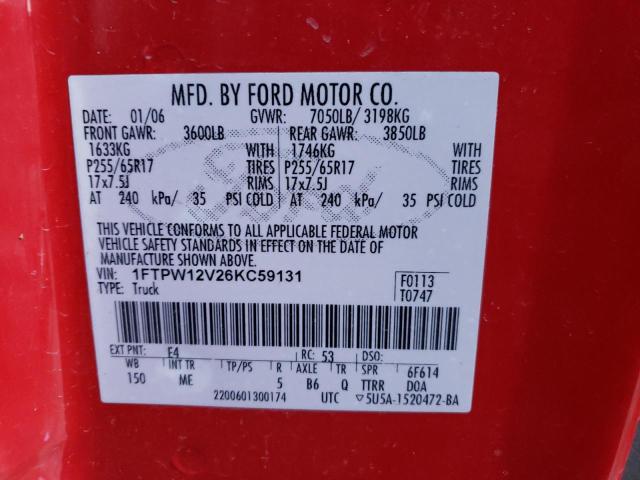 MFD. BY FORD MOTOR CO.
DATE: 01/06 GVWR: 7050LB/ 3198KG
FRONT GAWR: 3600LB REAR GAWR: 3850LB
1633KG WITH 1746KG WITH
P255/65R17 TIRES P255/65R17 TIRES
17x7.5J RIMS 17x7.5J RIMS
AT 240 kPa/ 35 PSI COLD AT 240 kPa/ 35 PSI COLD
THIS VEHICLE CONFORMS TO ALL APPLICABLE FEDERAL MOTOR
VEHICLE SAFETY STANDARDS IN EFFECT ON THE DATE OF
MANUFACTURE SHOWN ABOVE.
VIN: 1FTPW12V26KC59131 F0113
TYPE: Truck T0747
EXT PNT: E4 RC: 53 DSO:
WB INT TR TP/PS R AXLE TR SPR 6F614
150 ME 5 B6 Q TTRR DOA
2200601300174 UTC ▽5U5A-1520472-BA